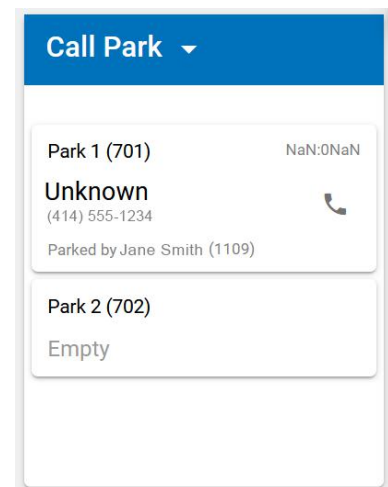 Call Park
Park 1 (701) NaN:0NaN
Unknown
(414) 555-1234
Parked by Jane Smith (1109)
Park 2 (702)
Empty